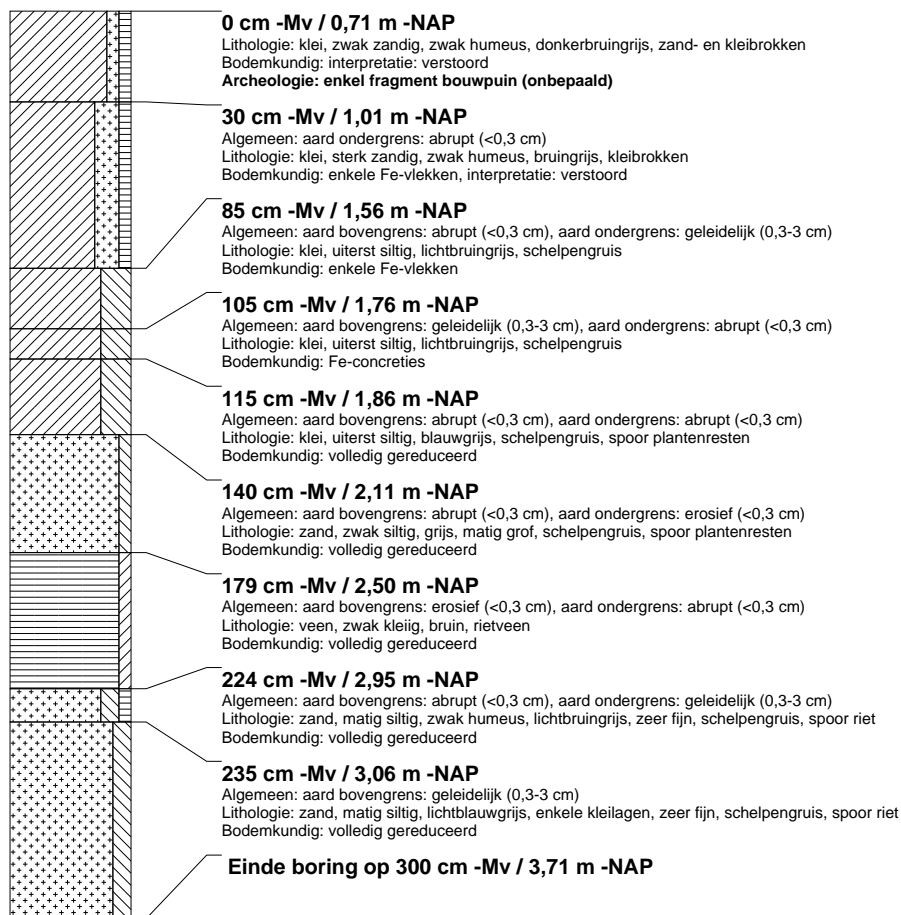 0 cm -Mv / 0,71 m -NAP
Lithologie: klei, zwak zandig, zwak humeus, donkerbruingrijs, zand- en kleibrokken
Bodemkundig: interpretatie: verstoord
Archeologie: enkel fragment bouwpuin (onbepaald)
30 cm -Mv / 1,01 m -NAP
Algemeen: aard ondergrens: abrupt (<0,3 cm)
Lithologie: klei, sterk zandig, zwak humeus, bruingrijs, kleibrokken
Bodemkundig: enkele Fe-vlekken, interpretatie: verstoord
85 cm -Mv / 1,56 m -NAP
Algemeen: aard bovengrens: abrupt (<0,3 cm), aard ondergrens: geleidelijk (0,3-3 cm)
Lithologie: klei, uiterst siltig, lichtbruingrijs, schelpengruis
Bodemkundig: enkele Fe-vlekken
105 cm -Mv / 1,76 m -NAP
Algemeen: aard bovengrens: geleidelijk (0,3-3 cm), aard ondergrens: abrupt (<0,3 cm)
Lithologie: klei, uiterst siltig, lichtbruingrijs, schelpengruis
Bodemkundig: Fe-concreties
115 cm -Mv / 1,86 m -NAP
Algemeen: aard bovengrens: abrupt (<0,3 cm), aard ondergrens: abrupt (<0,3 cm)
Lithologie: klei, uiterst siltig, blauwgrijs, schelpengruis, spoor plantenresten
Bodemkundig: volledig gereduceerd
140 cm -Mv / 2,11 m -NAP
Algemeen: aard bovengrens: abrupt (<0,3 cm), aard ondergrens: erosief (<0,3 cm)
Lithologie: zand, zwak siltig, grijs, matig grof, schelpengruis, spoor plantenresten
Bodemkundig: volledig gereduceerd
179 cm -Mv / 2,50 m -NAP
Algemeen: aard bovengrens: erosief (<0,3 cm), aard ondergrens: abrupt (<0,3 cm)
Lithologie: veen, zwak kleiig, bruin, rietveen
Bodemkundig: volledig gereduceerd
224 cm -Mv / 2,95 m -NAP
Algemeen: aard bovengrens: abrupt (<0,3 cm), aard ondergrens: geleidelijk (0,3-3 cm)
Lithologie: zand, matig siltig, zwak humeus, lichtbruingrijs, zeer fijn, schelpengruis, spoor riet
Bodemkundig: volledig gereduceerd
235 cm -Mv / 3,06 m -NAP
Algemeen: aard bovengrens: geleidelijk (0,3-3 cm)
Lithologie: zand, matig siltig, lichtblauwgrijs, enkele kleilagen, zeer fijn, schelpengruis, spoor riet
Bodemkundig: volledig gereduceerd
Einde boring op 300 cm -Mv / 3,71 m -NAP